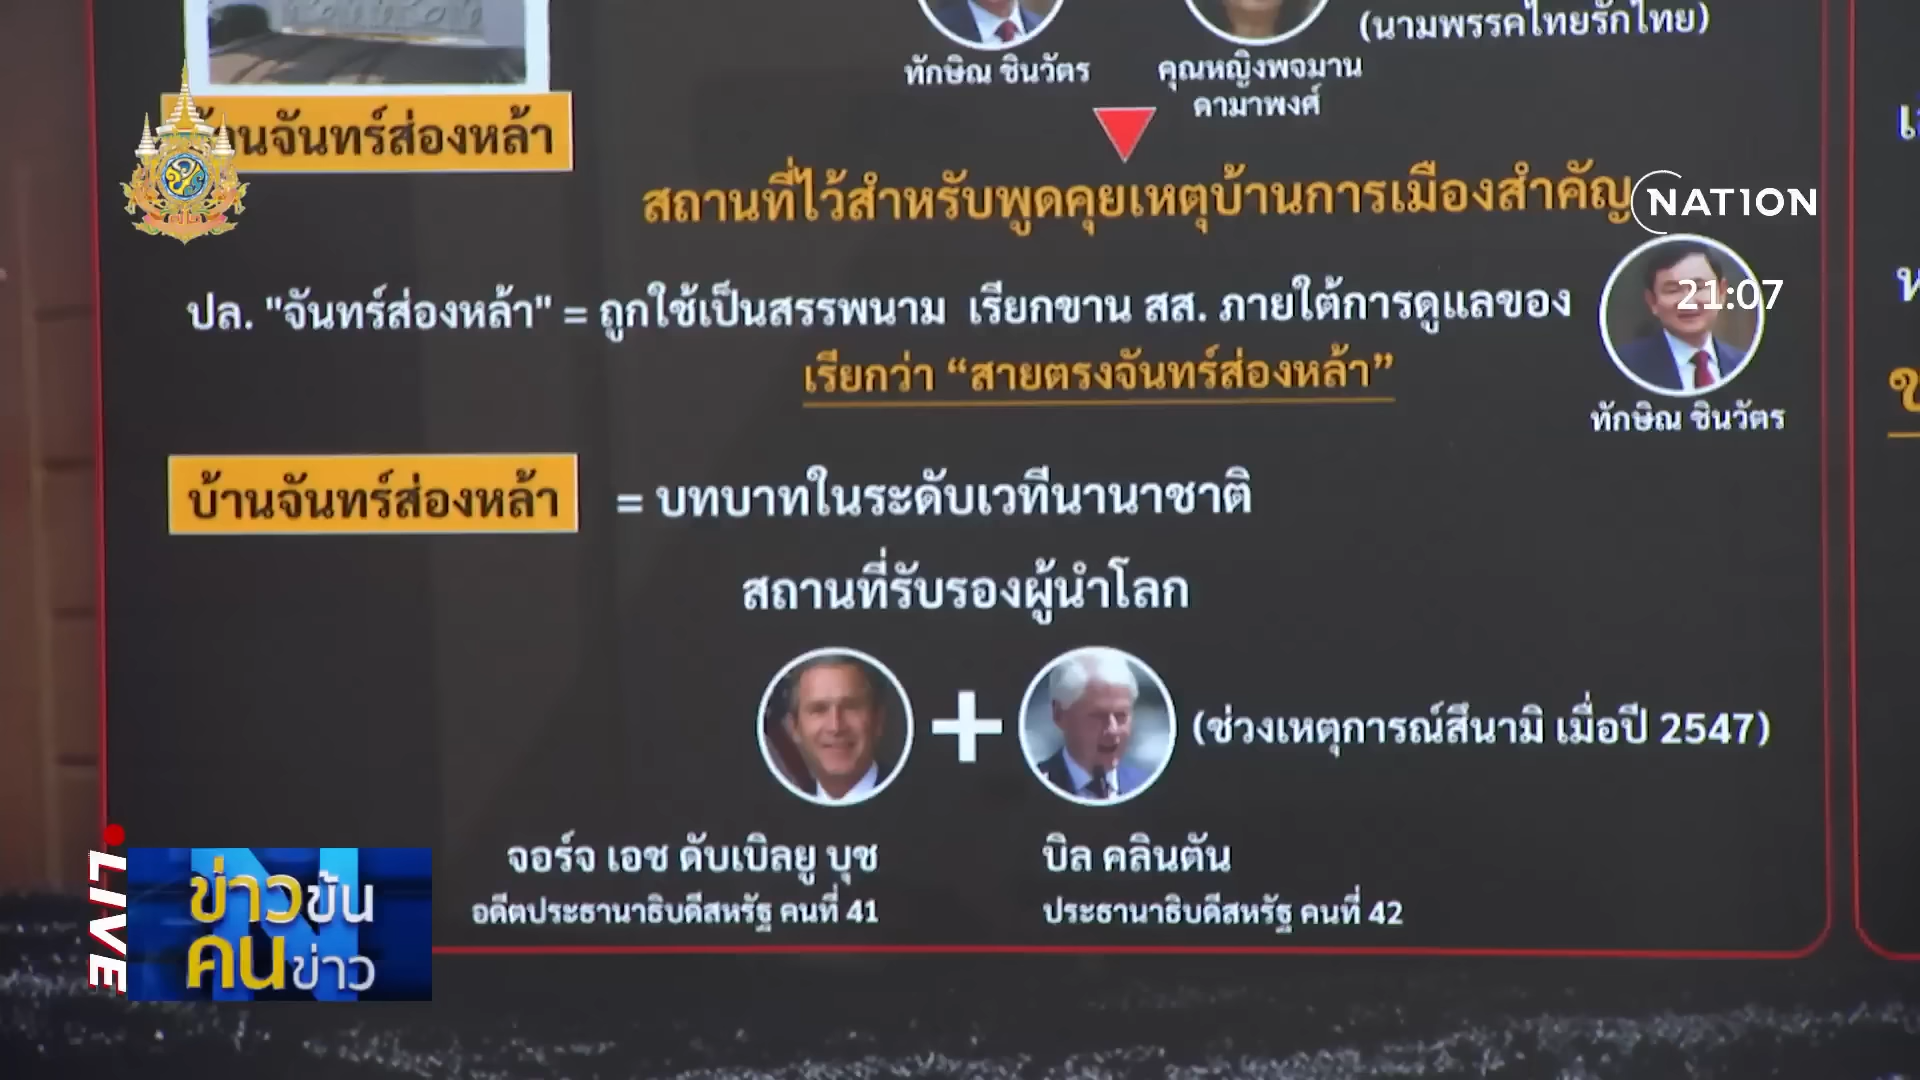 (นามพรรคไทยรักไทย)
ทักษิณ ชินวัตร
คุณหญิงพจมาน
ดามาพงศ์
บ้านจันทร์ส่องหล้า
สถานที่ไว้สำหรับพูดคุยเหตุบ้านการเมืองสำคัญ
NATION
21:07
ปล. "จันทร์ส่องหล้า" = ถูกใช้เป็นสรรพนาม เรียกขาน สส. ภายใต้การดูแลของ
เรียกว่า “สายตรงจันทร์ส่องหล้า”
ทักษิณ ชินวัตร
บ้านจันทร์ส่องหล้า = บทบาทในระดับเวทีนานาชาติ
สถานที่รับรองผู้นำโลก
+ (ช่วงเหตุการณ์สึนามิ เมื่อปี 2547)
จอร์จ เอช ดับเบิลยู บุช
อดีตประธานาธิบดีสหรัฐ คนที่ 41
บิล คลินตัน
ประธานาธิบดีสหรัฐ คนที่ 42
LIVE
ข่าวข้น
คนข่าว